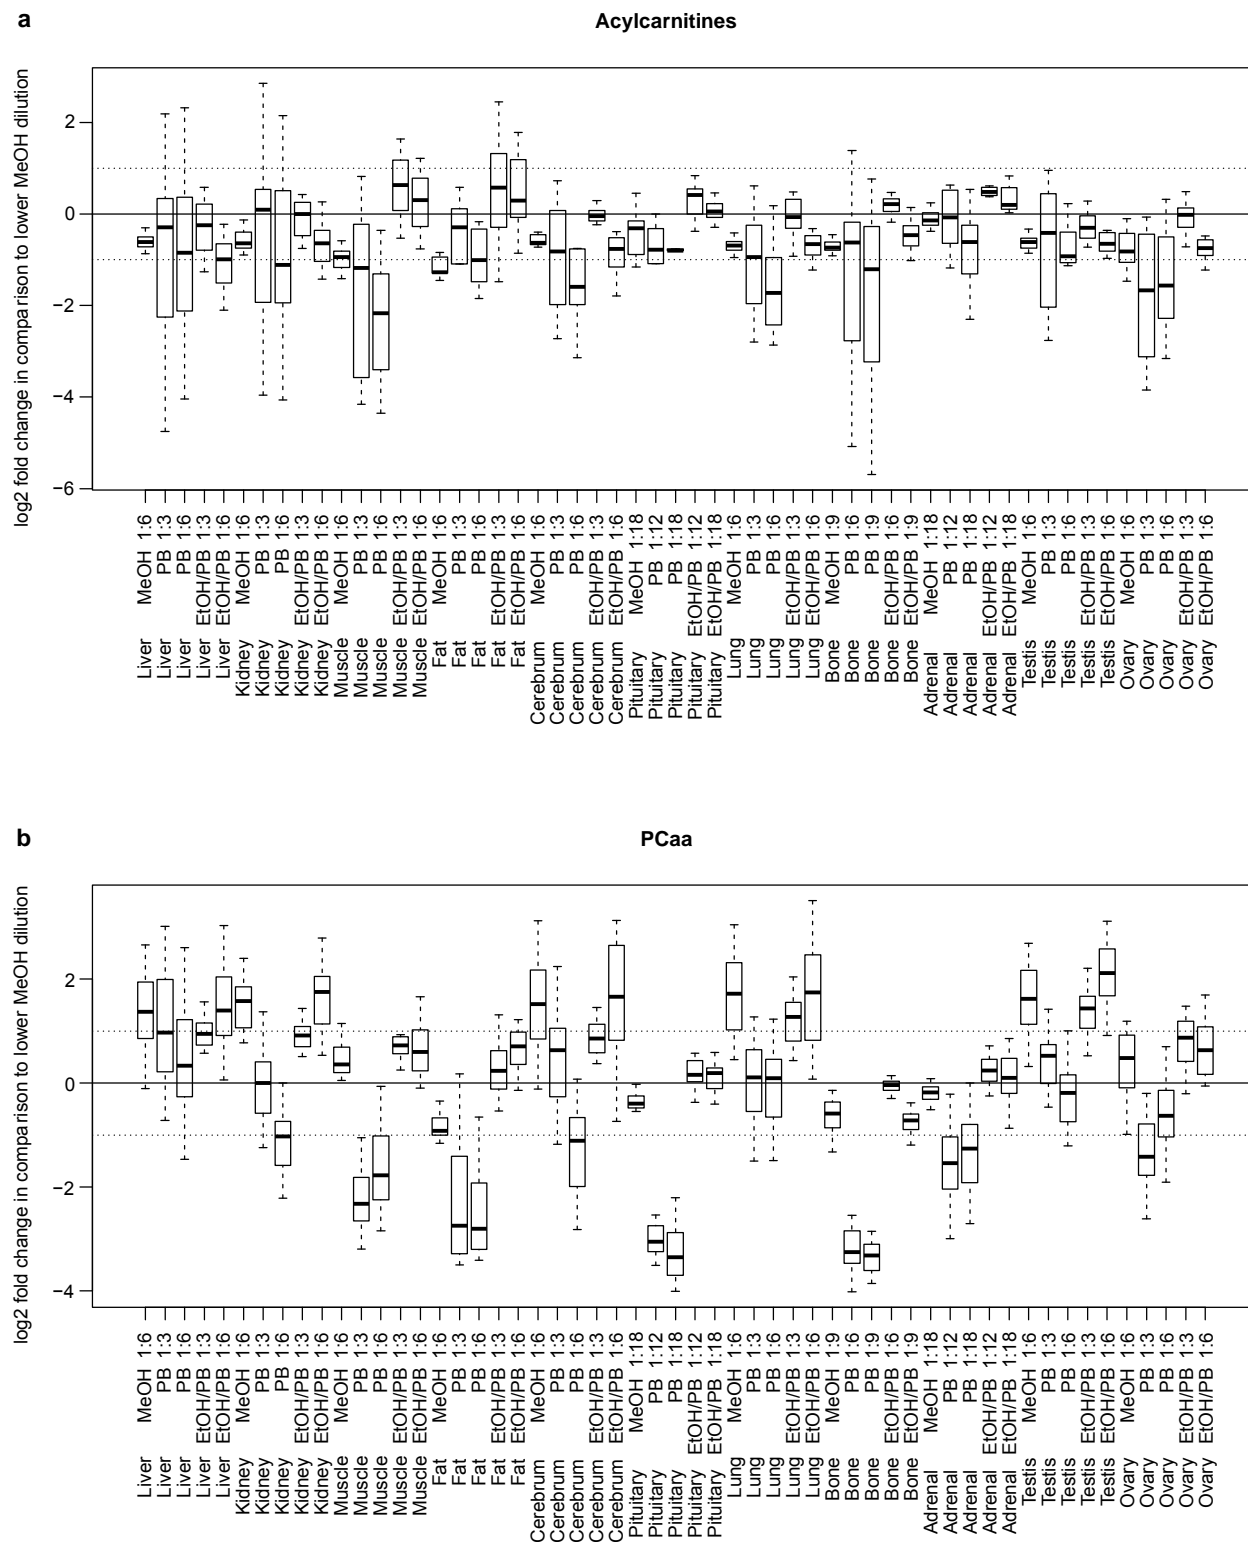 a
Acylcarnitines
log2 fold change in comparison to lower MeOH dilution
2
0
−2
−4
−6
Liver MeOH 1:6
Liver PB 1:3
Liver PB 1:6
Liver EtOH/PB 1:3
Liver EtOH/PB 1:6
Kidney MeOH 1:6
Kidney PB 1:3
Kidney PB 1:6
Kidney EtOH/PB 1:3
Kidney EtOH/PB 1:6
Muscle MeOH 1:6
Muscle PB 1:3
Muscle PB 1:6
Muscle EtOH/PB 1:3
Muscle EtOH/PB 1:6
Fat MeOH 1:6
Fat PB 1:3
Fat PB 1:6
Fat EtOH/PB 1:3
Fat EtOH/PB 1:6
Cerebrum MeOH 1:6
Cerebrum PB 1:3
Cerebrum PB 1:6
Cerebrum EtOH/PB 1:3
Cerebrum EtOH/PB 1:6
Pituitary MeOH 1:18
Pituitary PB 1:12
Pituitary PB 1:18
Pituitary EtOH/PB 1:12
Pituitary EtOH/PB 1:18
Lung MeOH 1:6
Lung PB 1:3
Lung PB 1:6
Lung EtOH/PB 1:3
Lung EtOH/PB 1:6
Bone MeOH 1:9
Bone PB 1:6
Bone PB 1:9
Bone EtOH/PB 1:6
Bone EtOH/PB 1:9
Adrenal MeOH 1:18
Adrenal PB 1:12
Adrenal PB 1:18
Adrenal EtOH/PB 1:12
Adrenal EtOH/PB 1:18
Testis MeOH 1:6
Testis PB 1:3
Testis PB 1:6
Testis EtOH/PB 1:3
Testis EtOH/PB 1:6
Ovary MeOH 1:6
Ovary PB 1:3
Ovary PB 1:6
Ovary EtOH/PB 1:3
Ovary EtOH/PB 1:6
b
PCaa
log2 fold change in comparison to lower MeOH dilution
2
0
−2
−4
Liver MeOH 1:6
Liver PB 1:3
Liver PB 1:6
Liver EtOH/PB 1:3
Liver EtOH/PB 1:6
Kidney MeOH 1:6
Kidney PB 1:3
Kidney PB 1:6
Kidney EtOH/PB 1:3
Kidney EtOH/PB 1:6
Muscle MeOH 1:6
Muscle PB 1:3
Muscle PB 1:6
Muscle EtOH/PB 1:3
Muscle EtOH/PB 1:6
Fat MeOH 1:6
Fat PB 1:3
Fat PB 1:6
Fat EtOH/PB 1:3
Fat EtOH/PB 1:6
Cerebrum MeOH 1:6
Cerebrum PB 1:3
Cerebrum PB 1:6
Cerebrum EtOH/PB 1:3
Cerebrum EtOH/PB 1:6
Pituitary MeOH 1:18
Pituitary PB 1:12
Pituitary PB 1:18
Pituitary EtOH/PB 1:12
Pituitary EtOH/PB 1:18
Lung MeOH 1:6
Lung PB 1:3
Lung PB 1:6
Lung EtOH/PB 1:3
Lung EtOH/PB 1:6
Bone MeOH 1:9
Bone PB 1:6
Bone PB 1:9
Bone EtOH/PB 1:6
Bone EtOH/PB 1:9
Adrenal MeOH 1:18
Adrenal PB 1:12
Adrenal PB 1:18
Adrenal EtOH/PB 1:12
Adrenal EtOH/PB 1:18
Testis MeOH 1:6
Testis PB 1:3
Testis PB 1:6
Testis EtOH/PB 1:3
Testis EtOH/PB 1:6
Ovary MeOH 1:6
Ovary PB 1:3
Ovary PB 1:6
Ovary EtOH/PB 1:3
Ovary EtOH/PB 1:6